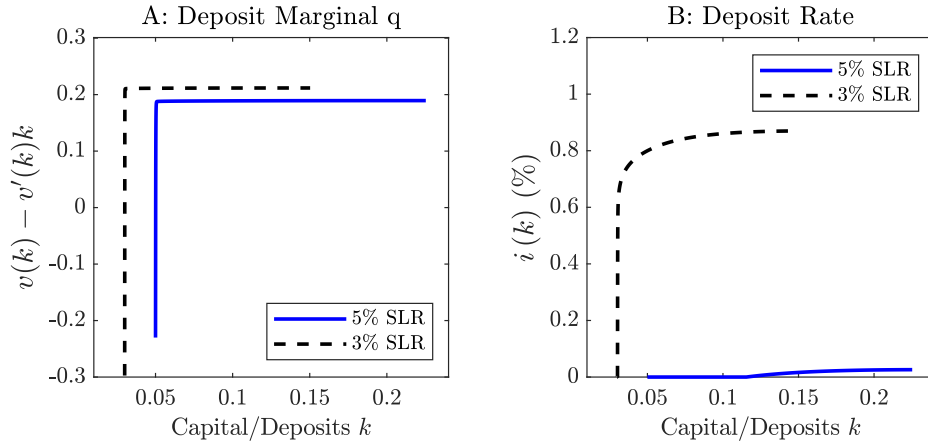 A: Deposit Marginal q
0.3
0.2
0.1
0
-0.1
-0.2
-0.3
v(k) − v′(k)k
5% SLR
3% SLR
0.05 0.1 0.15 0.2
Capital/Deposits k
B: Deposit Rate
1.2
1
0.8
0.6
0.4
0.2
0
i (k) (%)
5% SLR
3% SLR
0.05 0.1 0.15 0.2
Capital/Deposits k